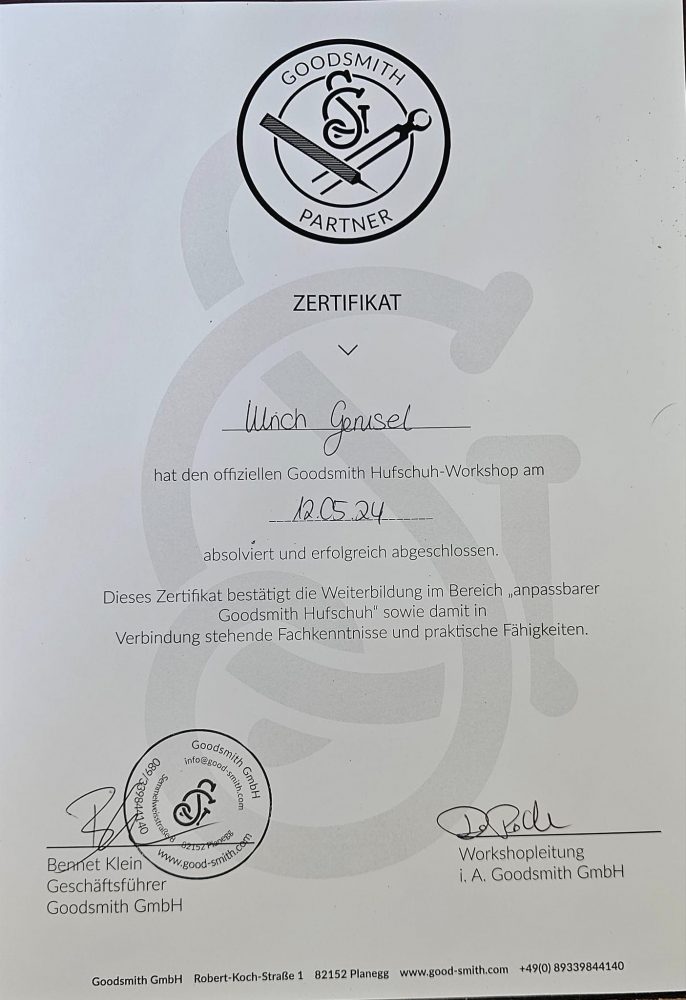 GOODSMITH
PARTNER
ZERTIFIKAT
Ulrich Gerusel
hat den offiziellen Goodsmith Hufschuh-Workshop am
12.05.24
absolviert und erfolgreich abgeschlossen.
Dieses Zertifikat bestätigt die Weiterbildung im Bereich „anpassbarer
Goodsmith Hufschuh“ sowie damit in
Verbindung stehende Fachkenntnisse und praktische Fähigkeiten.
Goodsmith GmbH
info@good-smith.com
089/339844140
82152 Planegg
www.good-smith.com
Bennet Klein
Geschäftsführer
Goodsmith GmbH
Workshopleitung
i. A. Goodsmith GmbH
Goodsmith GmbH Robert-Koch-Straße 1 82152 Planegg www.good-smith.com +49(0) 89339844140